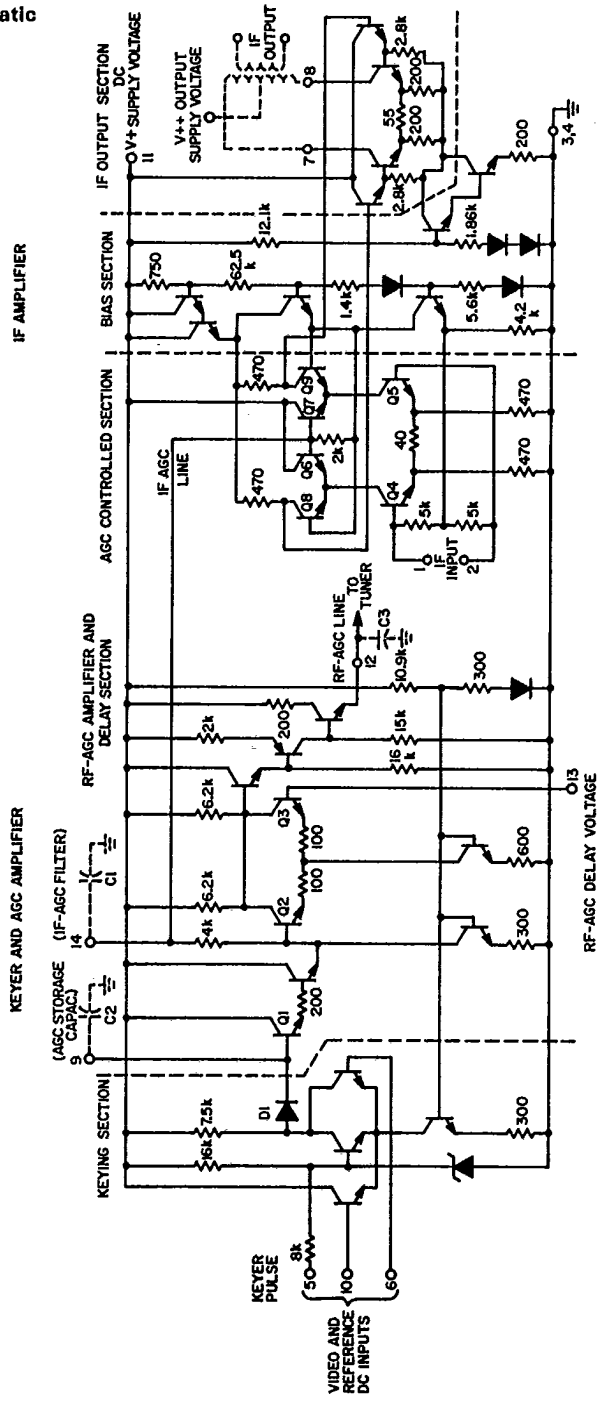 atic
IF AMPLIFIER
KEYER AND AGC AMPLIFIER
IF OUTPUT SECTION
DC
V+ SUPPLY VOLTAGE
11
V++ OUTPUT
SUPPLY VOLTAGE
IF
OUTPUT
7
8
2.8k
200
55
200
2.8k
200
3,4
BIAS SECTION
12.1k
750
62.5
k
1.4k
5.6k
4.2
k
1.86k
AGC CONTROLLED SECTION
IF AGC
LINE
470
470
Q8
Q6
Q7
Q9
2k
Q4
Q5
40
470
470
5k
5k
1
IF
INPUT
2
RF-AGC AMPLIFIER AND
DELAY SECTION
RF-AGC LINE
TO
TUNER
12
C3
2k
200
10.9k
15k
16
k
300
6.2k
6.2k
4k
Q2
Q3
100
100
600
300
13
RF-AGC DELAY VOLTAGE
14
(IF-AGC FILTER)
C1
(AGC STORAGE
CAPAC.)
9
C2
Q1
200
KEYING SECTION
D1
7.5k
16k
300
KEYER
PULSE
8k
5
10
6
VIDEO AND
REFERENCE
DC INPUTS